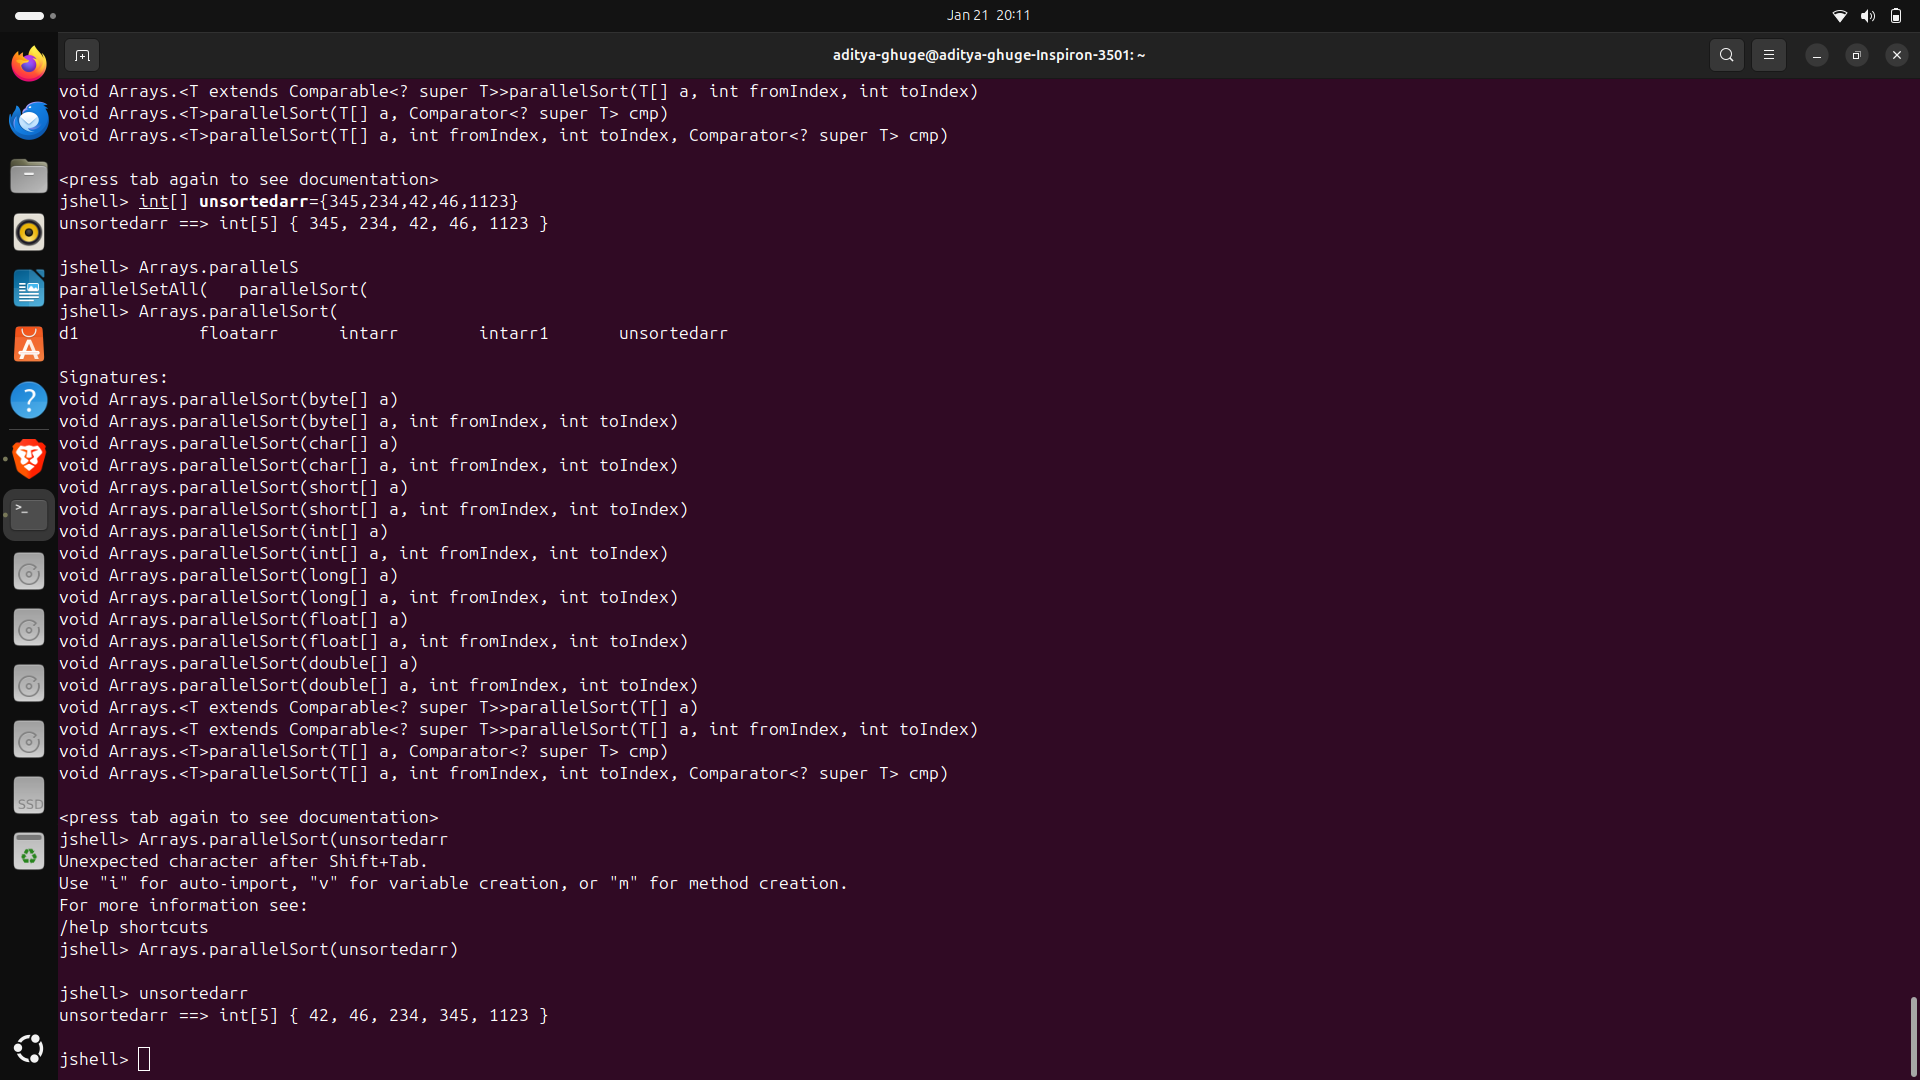 Jan 21 20:11
aditya-ghuge@aditya-ghuge-Inspiron-3501: ~
void Arrays.<T extends Comparable<? super T>>parallelSort(T[] a, int fromIndex, int toIndex)
void Arrays.<T>parallelSort(T[] a, Comparator<? super T> cmp)
void Arrays.<T>parallelSort(T[] a, int fromIndex, int toIndex, Comparator<? super T> cmp)
<press tab again to see documentation>
jshell> int[] unsortedarr={345,234,42,46,1123}
unsortedarr ==> int[5] { 345, 234, 42, 46, 1123 }
jshell> Arrays.parallelS
parallelSetAll(   parallelSort(
jshell> Arrays.parallelSort(
d1            floatarr      intarr        intarr1       unsortedarr
Signatures:
void Arrays.parallelSort(byte[] a)
void Arrays.parallelSort(byte[] a, int fromIndex, int toIndex)
void Arrays.parallelSort(char[] a)
void Arrays.parallelSort(char[] a, int fromIndex, int toIndex)
void Arrays.parallelSort(short[] a)
void Arrays.parallelSort(short[] a, int fromIndex, int toIndex)
void Arrays.parallelSort(int[] a)
void Arrays.parallelSort(int[] a, int fromIndex, int toIndex)
void Arrays.parallelSort(long[] a)
void Arrays.parallelSort(long[] a, int fromIndex, int toIndex)
void Arrays.parallelSort(float[] a)
void Arrays.parallelSort(float[] a, int fromIndex, int toIndex)
void Arrays.parallelSort(double[] a)
void Arrays.parallelSort(double[] a, int fromIndex, int toIndex)
void Arrays.<T extends Comparable<? super T>>parallelSort(T[] a)
void Arrays.<T extends Comparable<? super T>>parallelSort(T[] a, int fromIndex, int toIndex)
void Arrays.<T>parallelSort(T[] a, Comparator<? super T> cmp)
void Arrays.<T>parallelSort(T[] a, int fromIndex, int toIndex, Comparator<? super T> cmp)
<press tab again to see documentation>
jshell> Arrays.parallelSort(unsortedarr
Unexpected character after Shift+Tab.
Use "i" for auto-import, "v" for variable creation, or "m" for method creation.
For more information see:
/help shortcuts
jshell> Arrays.parallelSort(unsortedarr)
jshell> unsortedarr
unsortedarr ==> int[5] { 42, 46, 234, 345, 1123 }
jshell>
SSD